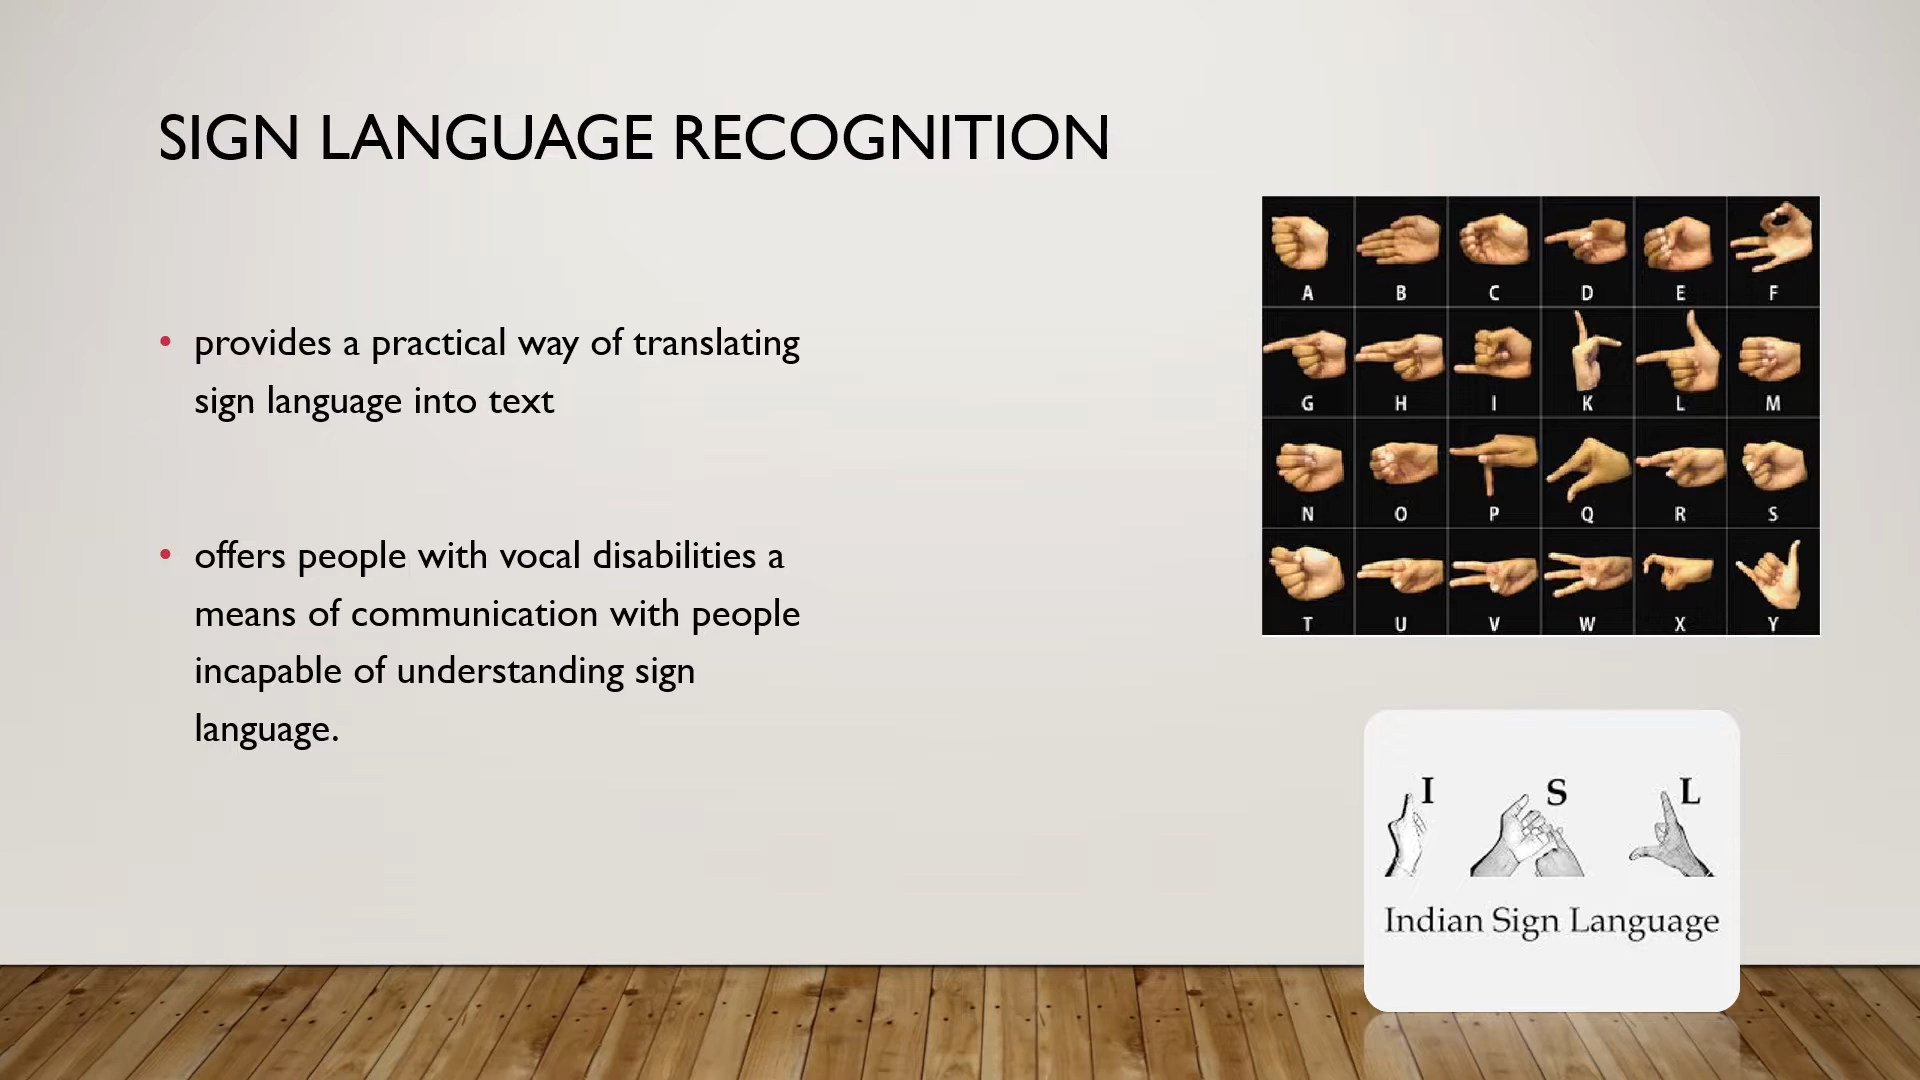 SIGN LANGUAGE RECOGNITION
• provides a practical way of translating
sign language into text
• offers people with vocal disabilities a
means of communication with people
incapable of understanding sign
language.
A B C D E F
G H I K L M
N O P Q R S
T U V W X Y
I S L
Indian Sign Language